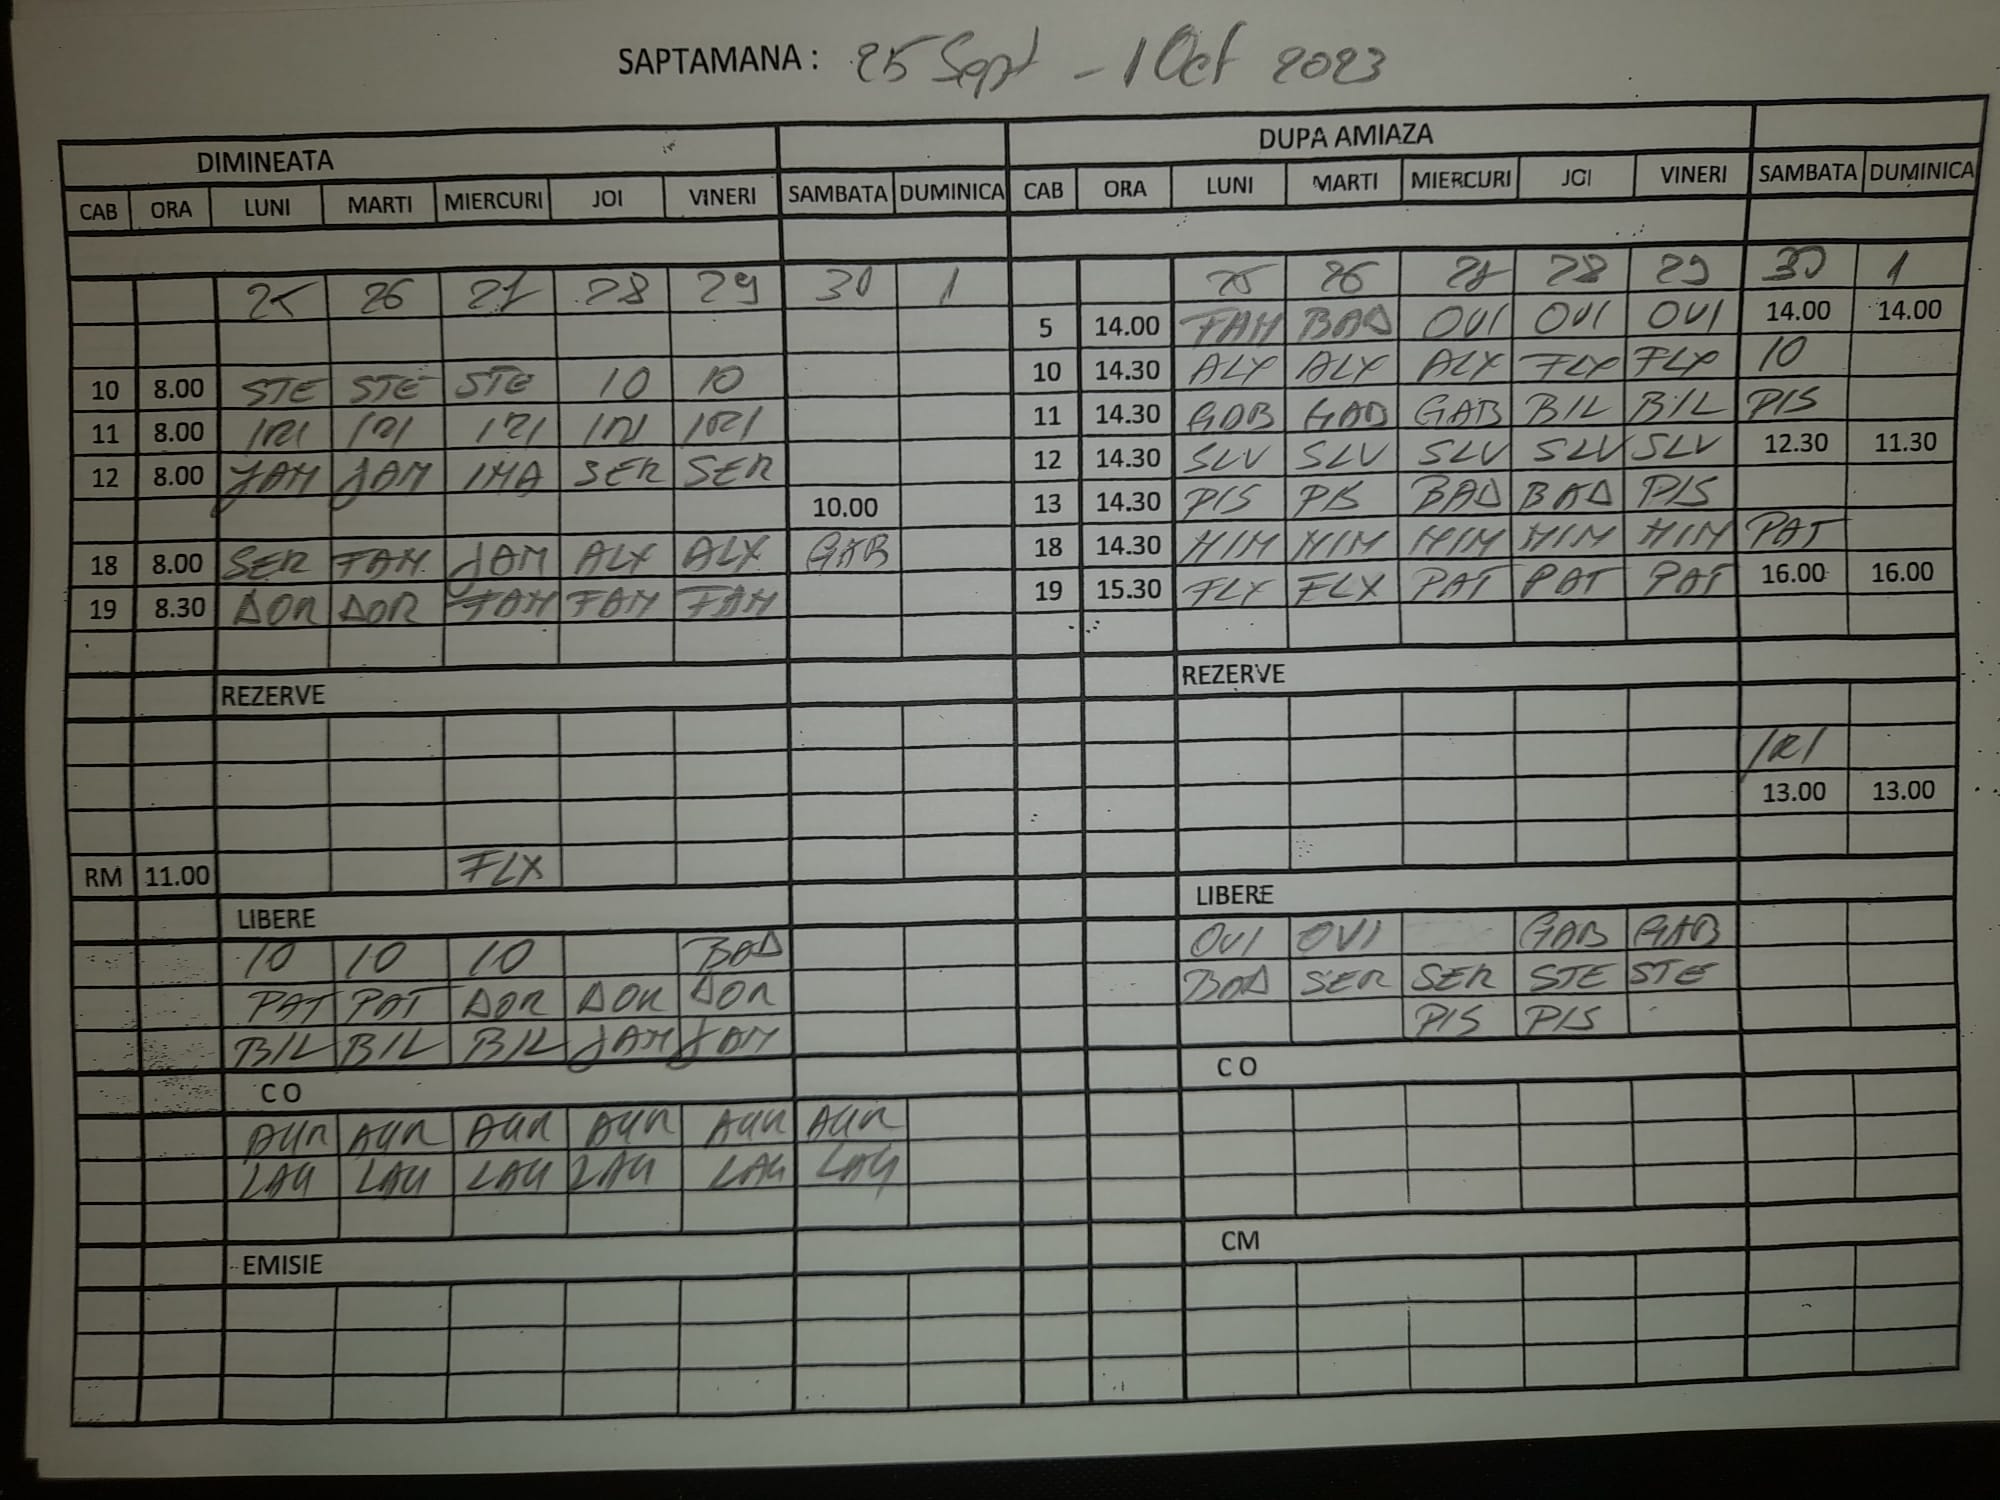 SAPTAMANA : 25 Sept - 1 Oct 2023
DIMINEATA DUPA AMIAZA
CAB ORA LUNI MARTI MIERCURI JOI VINERI SAMBATA DUMINICA CAB ORA LUNI MARTI MIERCURI JOI VINERI SAMBATA DUMINICA
25 26 27 28 29 30 1 25 26 27 28 29 30 1
5 14.00 FAM BAD OVI OVI OVI 14.00 14.00
10 8.00 STE STE STE 10 10 10 14.30 ALX ALX ALX FLX FLX 10
11 8.00 IRI IRI IRI IRI IRI 11 14.30 GAB GAB GAB BIL BIL PIS
12 8.00 JAM JAM IMA SER SER 12 14.30 SLV SLV SLV SLV SLV 12.30 11.30
10.00 13 14.30 PIS PIS BAD BAD PIS
18 8.00 SER FAM JAM ALX ALX GAB 18 14.30 MIM MIM MIM MIM MIM PAT
19 8.30 DOR DOR FAM FAM FAM 19 15.30 FLX FLX PAT PAT PAT 16.00 16.00
REZERVE REZERVE
IRI
13.00 13.00
RM 11.00 FLX
LIBERE LIBERE
10 10 10 BAD OVI OVI GAB GAB
PAT PAT DOR DOR DOR BAD SER SER STE STE
BIL BIL BIL JAM JAM PIS PIS
C O C O
AUR AUR AUR AUR AUR AUR
LAU LAU LAU LAU LAU LAU
EMISIE CM